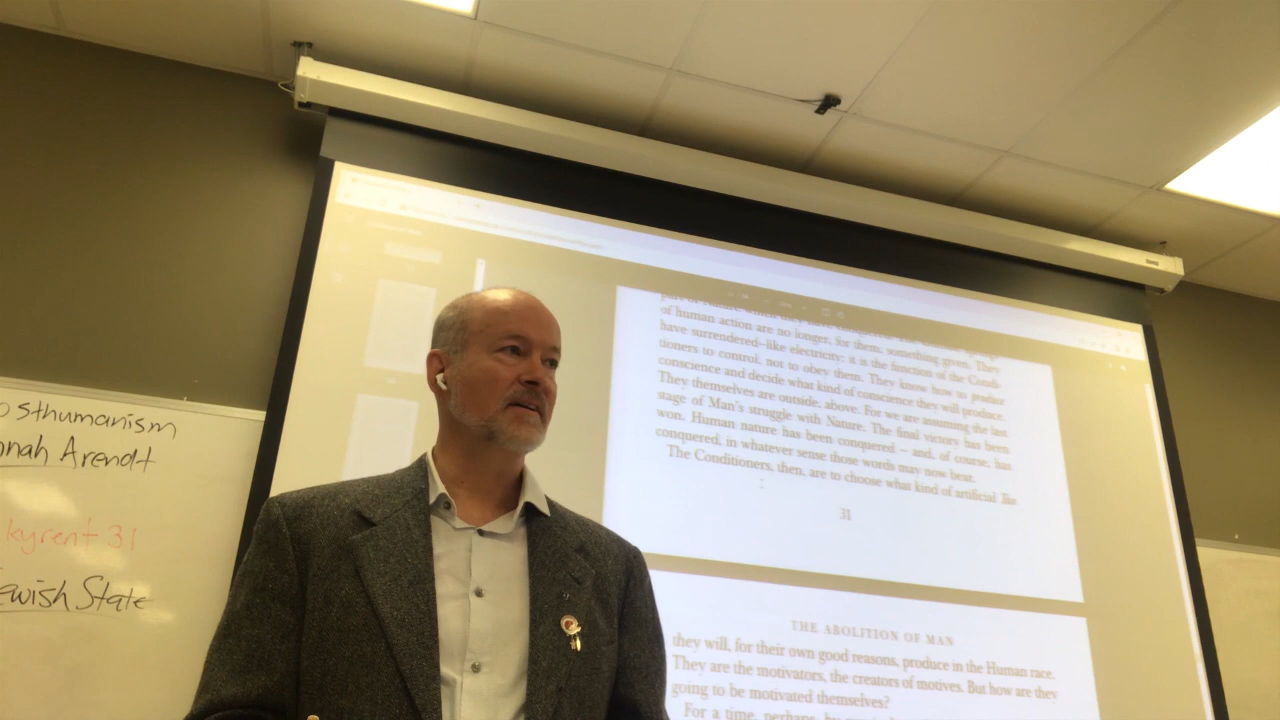 osthumanism
nnah Arendt
kyrent 31
ewish State
of human action are no longer, for them, something given. They
have surrendered—like electricity: it is the function of the Condi-
tioners to control, not to obey them. They know how to produce
conscience and decide what kind of conscience they will produce.
They themselves are outside, above. For we are assuming the last
stage of Man's struggle with Nature. The final victory has been
won. Human nature has been conquered – and, of course, has
conquered, in whatever sense those words may now bear.
The Conditioners, then, are to choose what kind of artificial Tao
31
THE ABOLITION OF MAN
they will, for their own good reasons, produce in the Human race.
They are the motivators, the creators of motives. But how are they
going to be motivated themselves?
For a time, perhaps, by